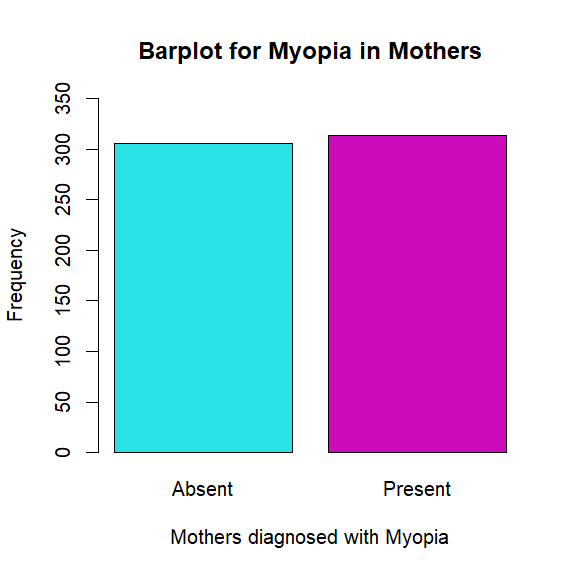 Barplot for Myopia in Mothers
350
300
250
200
150
100
50
0
Frequency
Absent Present
Mothers diagnosed with Myopia